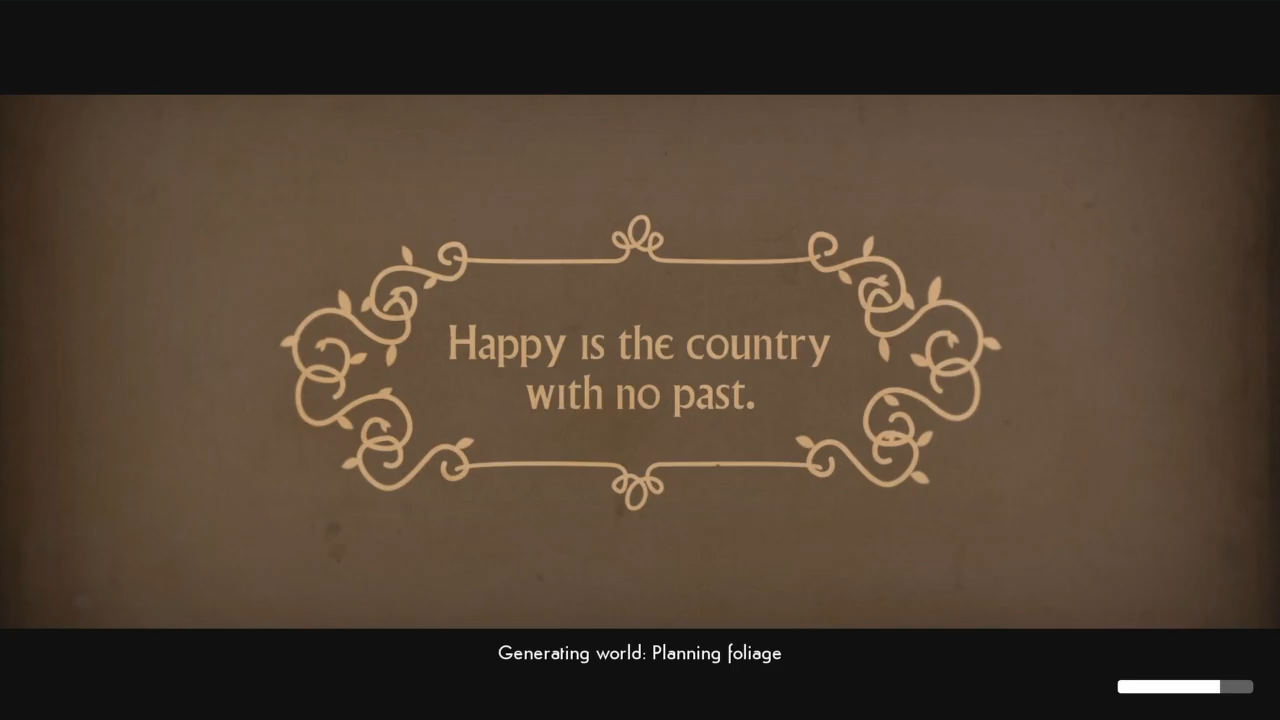 Happy is the country
with no past.
Generating world: Planning foliage